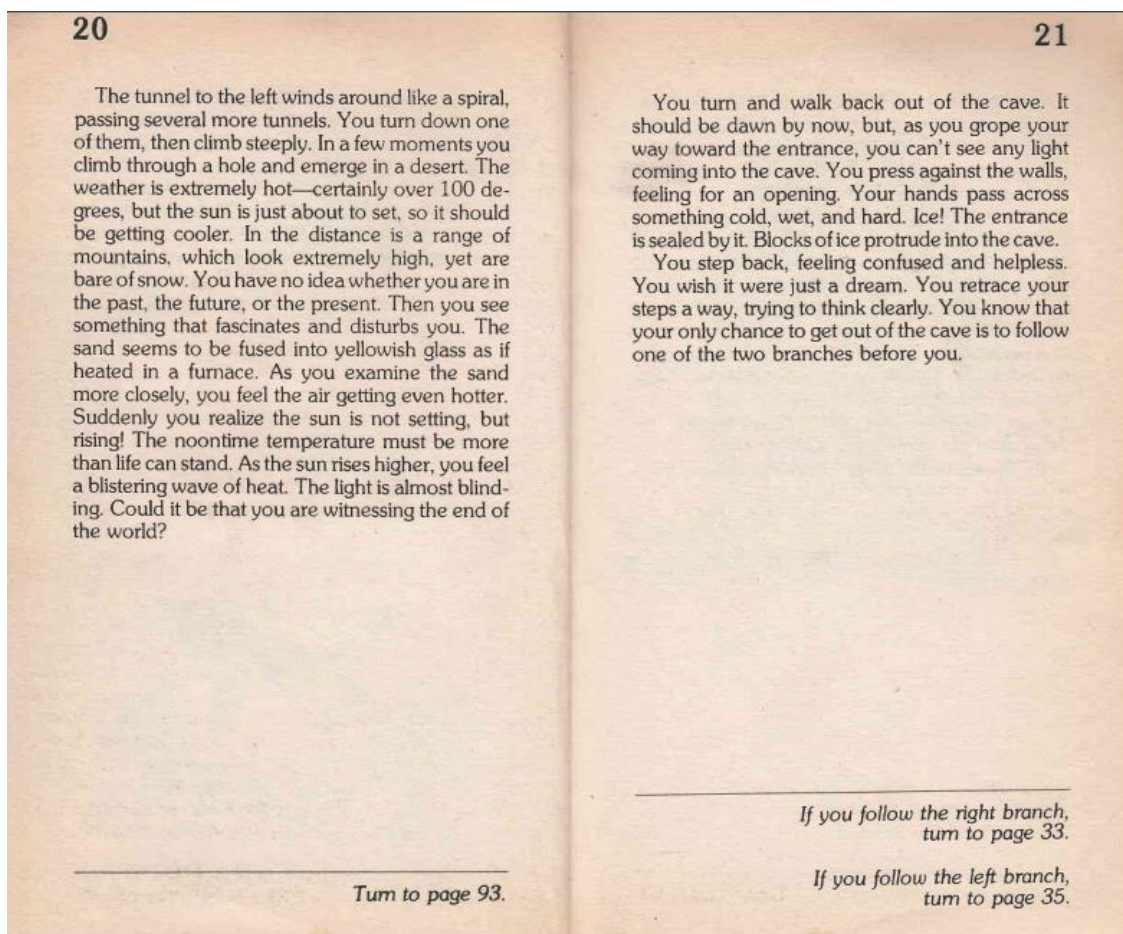 20
The tunnel to the left winds around like a spiral,
passing several more tunnels. You turn down one
of them, then climb steeply. In a few moments you
climb through a hole and emerge in a desert. The
weather is extremely hot—certainly over 100 de-
grees, but the sun is just about to set, so it should
be getting cooler. In the distance is a range of
mountains, which look extremely high, yet are
bare of snow. You have no idea whether you are in
the past, the future, or the present. Then you see
something that fascinates and disturbs you. The
sand seems to be fused into yellowish glass as if
heated in a furnace. As you examine the sand
more closely, you feel the air getting even hotter.
Suddenly you realize the sun is not setting, but
rising! The noontime temperature must be more
than life can stand. As the sun rises higher, you feel
a blistering wave of heat. The light is almost blind-
ing. Could it be that you are witnessing the end of
the world?
Turn to page 93.
21
You turn and walk back out of the cave. It
should be dawn by now, but, as you grope your
way toward the entrance, you can't see any light
coming into the cave. You press against the walls,
feeling for an opening. Your hands pass across
something cold, wet, and hard. Ice! The entrance
is sealed by it. Blocks of ice protrude into the cave.
You step back, feeling confused and helpless.
You wish it were just a dream. You retrace your
steps a way, trying to think clearly. You know that
your only chance to get out of the cave is to follow
one of the two branches before you.
If you follow the right branch,
turn to page 33.
If you follow the left branch,
turn to page 35.